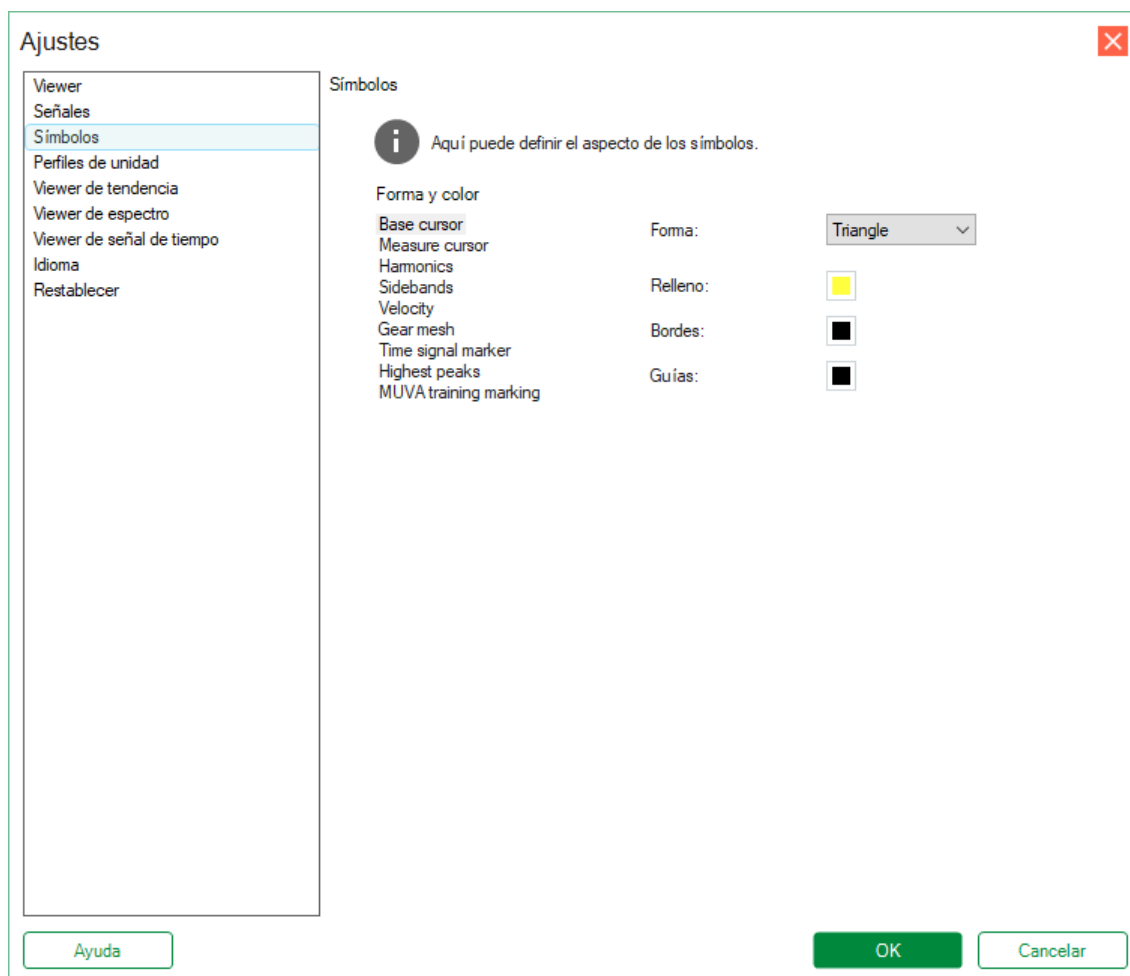 Ajustes
Viewer
Señales
Símbolos
Perfiles de unidad
Viewer de tendencia
Viewer de espectro
Viewer de señal de tiempo
Idioma
Restablecer
Símbolos
Aquí puede definir el aspecto de los símbolos.
Forma y color
Base cursor
Measure cursor
Harmonics
Sidebands
Velocity
Gear mesh
Time signal marker
Highest peaks
MUVA training marking
Forma:
Triangle
Relleno:
Bordes:
Guías:
Ayuda
OK
Cancelar